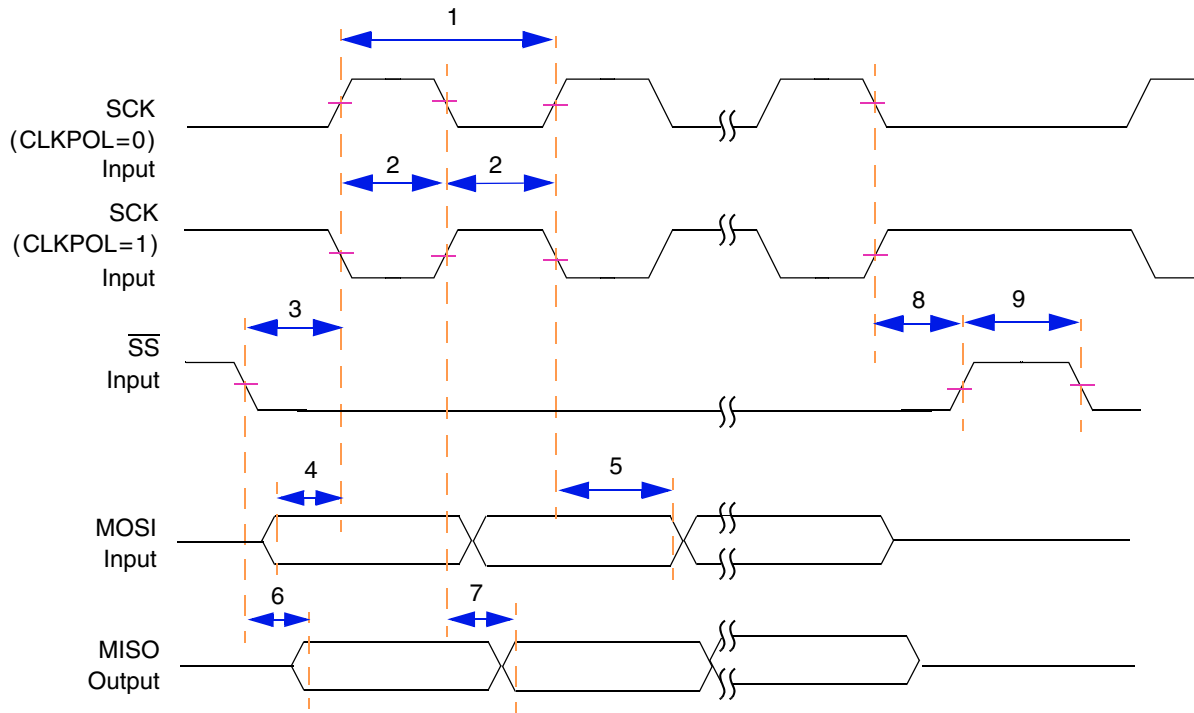 1
SCK
(CLKPOL=0)
Input
2 2
SCK
(CLKPOL=1)
Input
3
8 9
SS
Input
4
5
MOSI
Input
6
7
MISO
Output